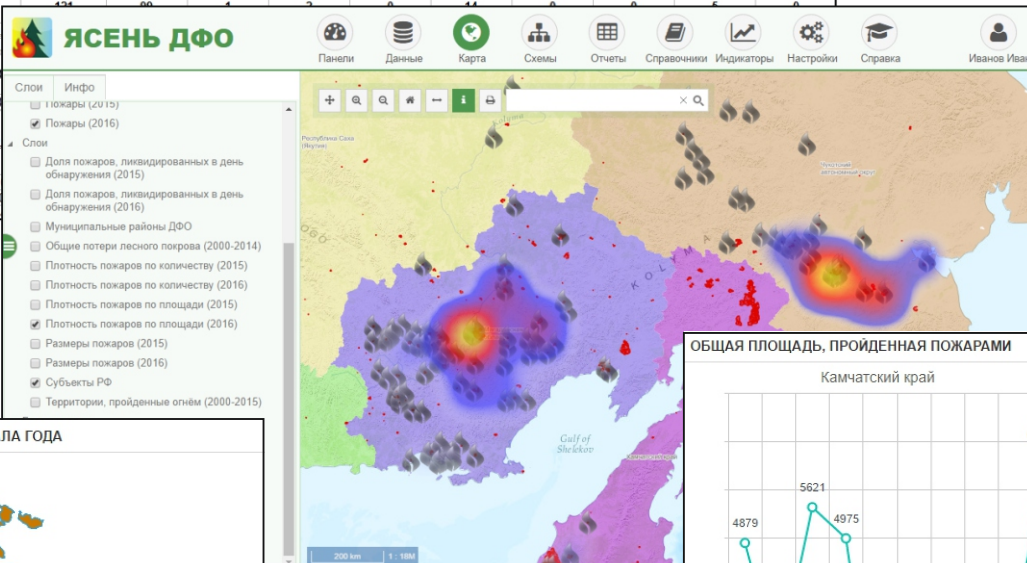 ЯСЕНЬ ДФО
Панели Данные Карта Схемы Отчеты Справочники Индикаторы Настройки Справка Иванов Иван
Слои Инфо
Пожары (2015)
Пожары (2016)
Слои
Доля пожаров, ликвидированных в день
обнаружения (2015)
Доля пожаров, ликвидированных в день
обнаружения (2016)
Муниципальные районы ДФО
Общие потери лесного покрова (2000-2014)
Плотность пожаров по количеству (2015)
Плотность пожаров по количеству (2016)
Плотность пожаров по площади (2015)
Плотность пожаров по площади (2016)
Размеры пожаров (2015)
Размеры пожаров (2016)
Субъекты РФ
Территории, пройденные огнём (2000-2015)
Республика Саха
(Якутия)
Чукотский
автономный округ
K O L
Gulf of
Shelekov
200 km 1 : 18M
ЛА ГОДА
ОБЩАЯ ПЛОЩАДЬ, ПРОЙДЕННАЯ ПОЖАРАМИ
Камчатский край
5621
4879
4975